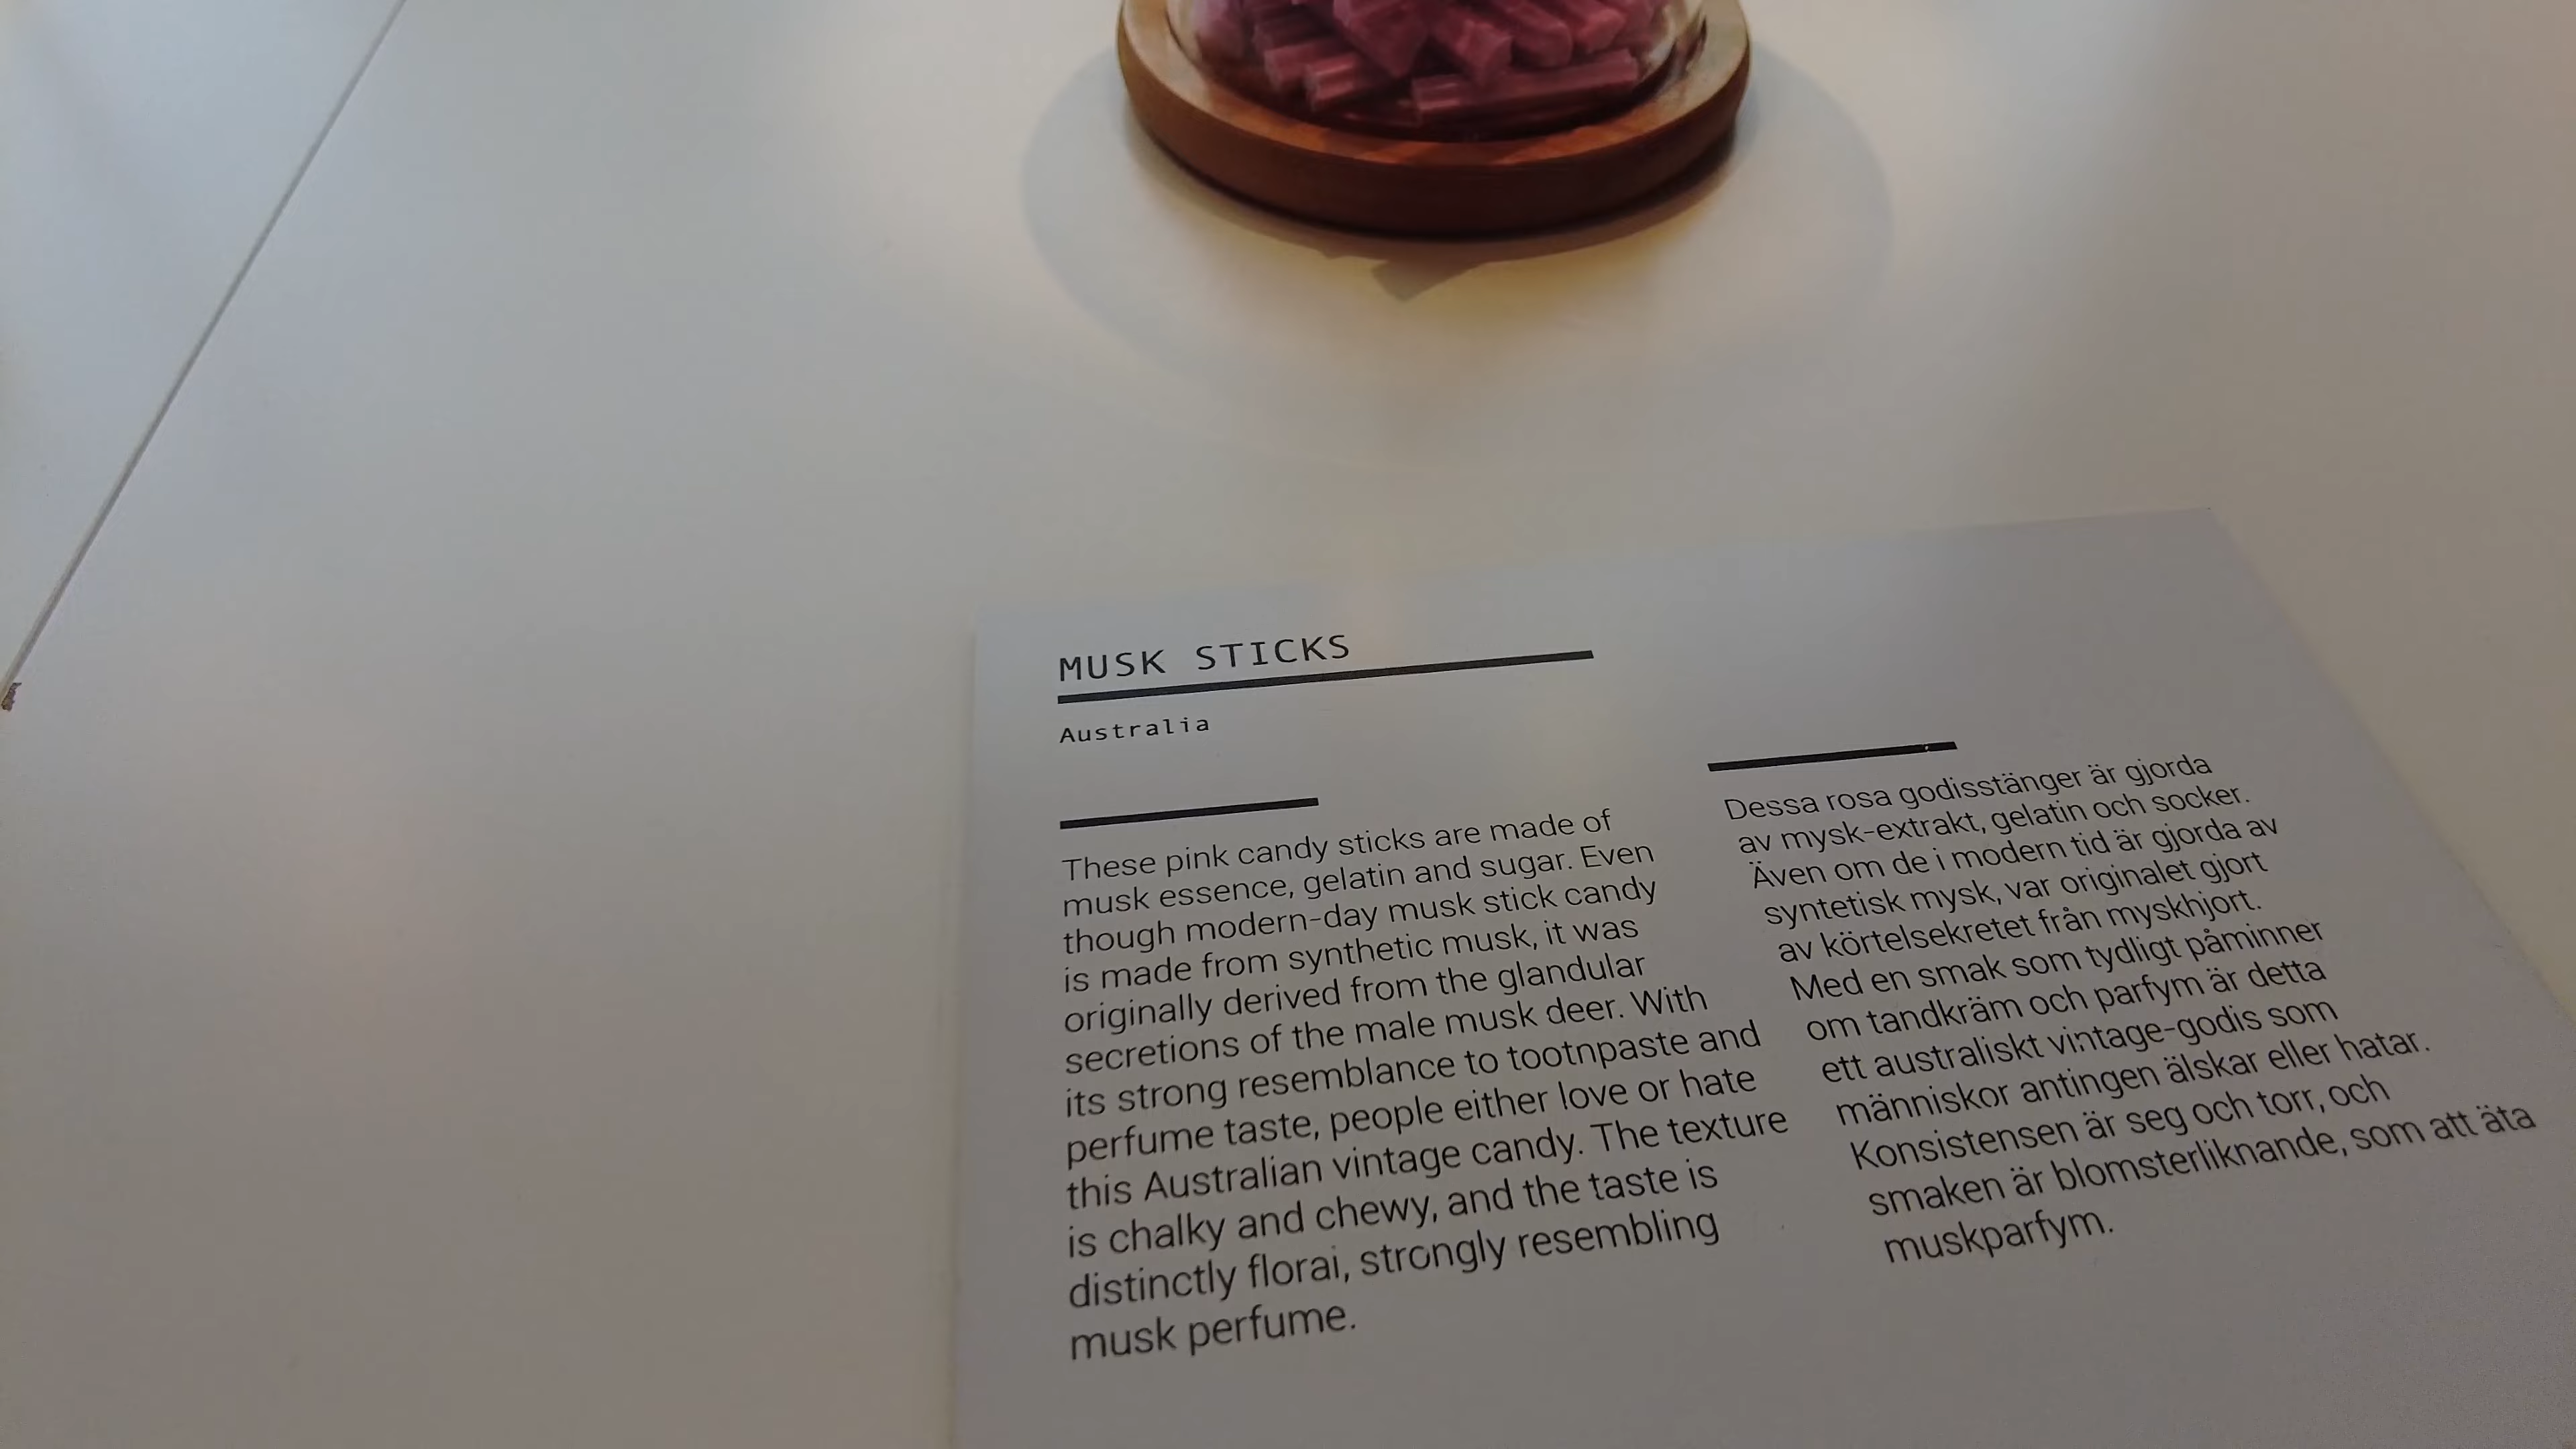 MUSK STICKS
Australia
These pink candy sticks are made of
musk essence, gelatin and sugar. Even
though modern-day musk stick candy
is made from synthetic musk, it was
originally derived from the glandular
secretions of the male musk deer. With
its strong resemblance to tootnpaste and
perfume taste, people either love or hate
this Australian vintage candy. The texture
is chalky and chewy, and the taste is
distinctly florai, strongly resembling
musk perfume.
Dessa rosa godisstänger är gjorda
av mysk-extrakt, gelatin och socker.
Även om de i modern tid är gjorda av
syntetisk mysk, var originalet gjort
av körtelsekretet från myskhjort.
Med en smak som tydligt påminner
om tandkräm och parfym är detta
ett australiskt vintage-godis som
människor antingen älskar eller hatar.
Konsistensen är seg och torr, och
smaken är blomsterliknande, som att äta
muskparfym.